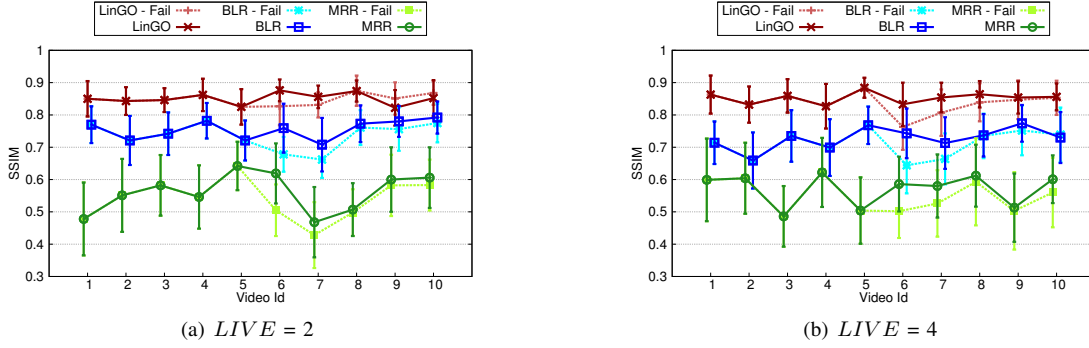 LinGO - Fail BLR - Fail MRR - Fail
LinGO BLR MRR
1
0.9
0.8
0.7
0.6
0.5
0.4
0.3
SSIM
1 2 3 4 5 6 7 8 9 10
Video Id
(a) LIVE = 2
LinGO - Fail BLR - Fail MRR - Fail
LinGO BLR MRR
1
0.9
0.8
0.7
0.6
0.5
0.4
0.3
SSIM
1 2 3 4 5 6 7 8 9 10
Video Id
(b) LIVE = 4